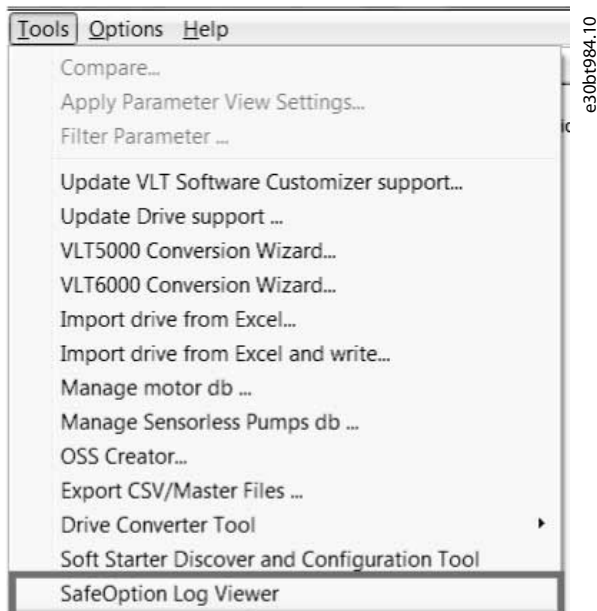 Tools Options Help
Compare...
Apply Parameter View Settings...
Filter Parameter ...
Update VLT Software Customizer support...
Update Drive support ...
VLT5000 Conversion Wizard...
VLT6000 Conversion Wizard...
Import drive from Excel...
Import drive from Excel and write...
Manage motor db ...
Manage Sensorless Pumps db ...
OSS Creator...
Export CSV/Master Files ...
Drive Converter Tool
Soft Starter Discover and Configuration Tool
SafeOption Log Viewer
e30bt984.10